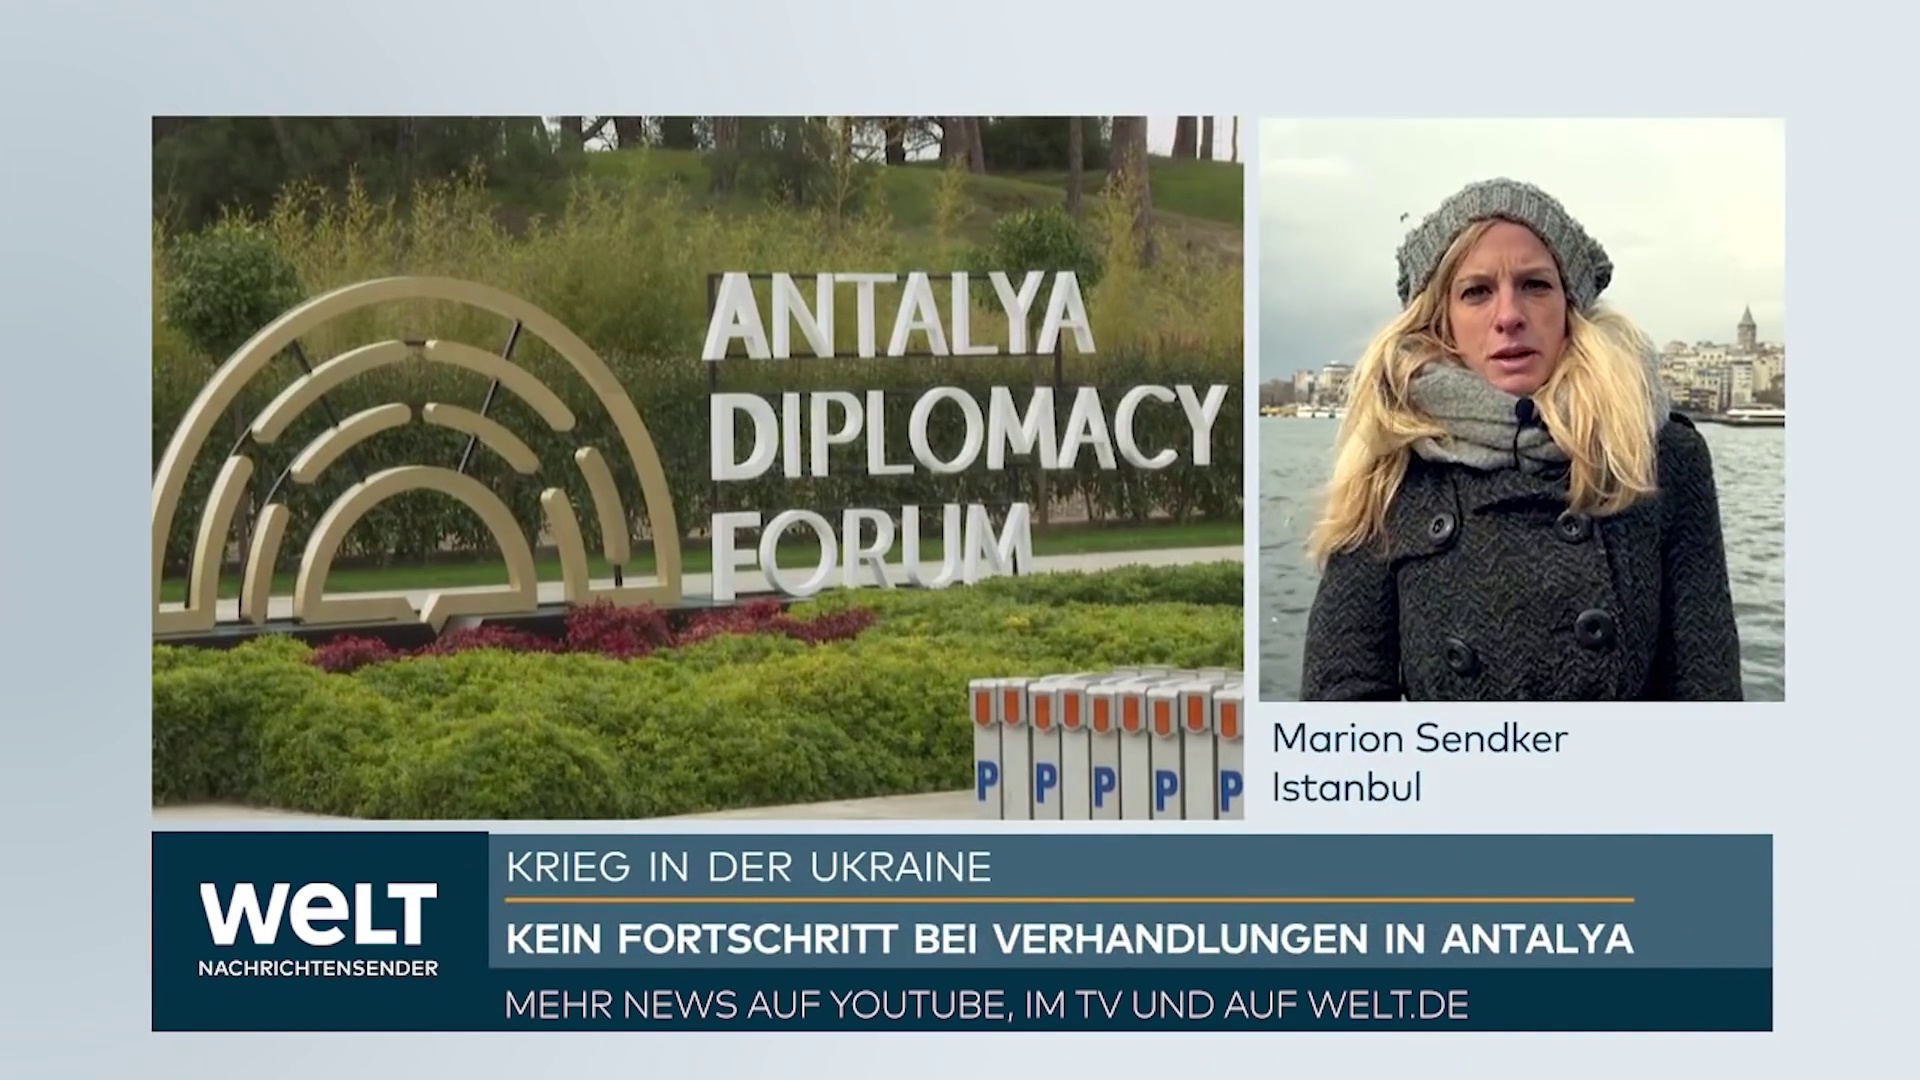 ANTALYA
DIPLOMACY
FORUM
P P P P P
Marion Sendker
Istanbul
WELT
NACHRICHTENSENDER
KRIEG IN DER UKRAINE
KEIN FORTSCHRITT BEI VERHANDLUNGEN IN ANTALYA
MEHR NEWS AUF YOUTUBE, IM TV UND AUF WELT.DE